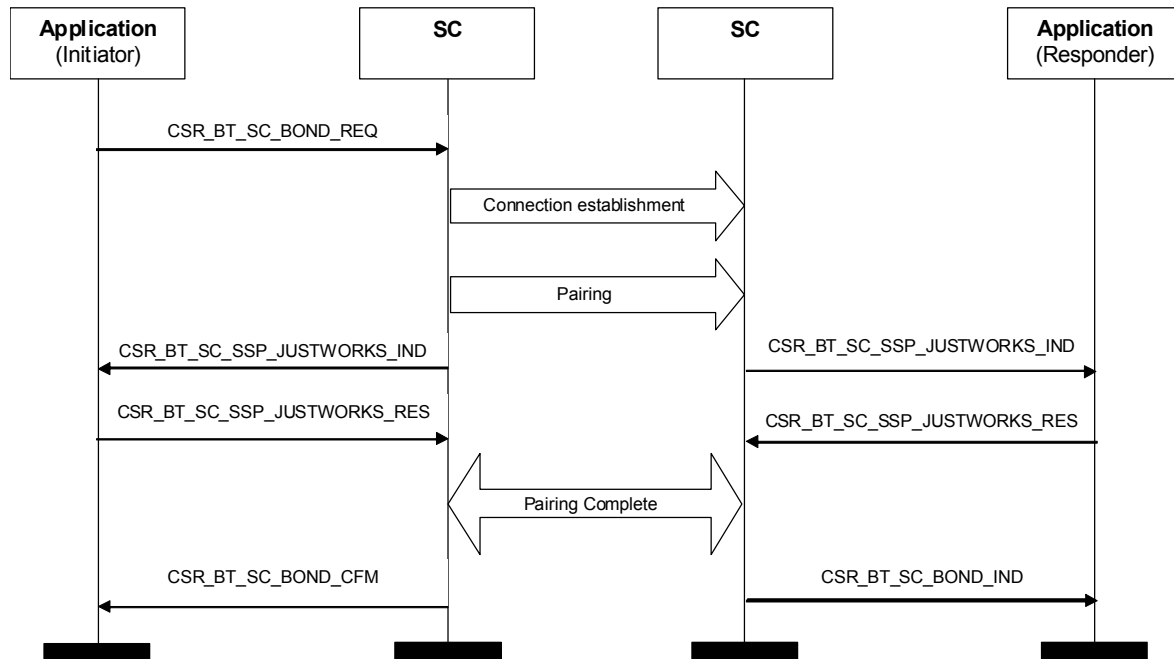 Application
(Initiator)
SC
SC
Application
(Responder)
CSR_BT_SC_BOND_REQ
Connection establishment
Pairing
CSR_BT_SC_SSP_JUSTWORKS_IND
CSR_BT_SC_SSP_JUSTWORKS_IND
CSR_BT_SC_SSP_JUSTWORKS_RES
CSR_BT_SC_SSP_JUSTWORKS_RES
Pairing Complete
CSR_BT_SC_BOND_CFM
CSR_BT_SC_BOND_IND